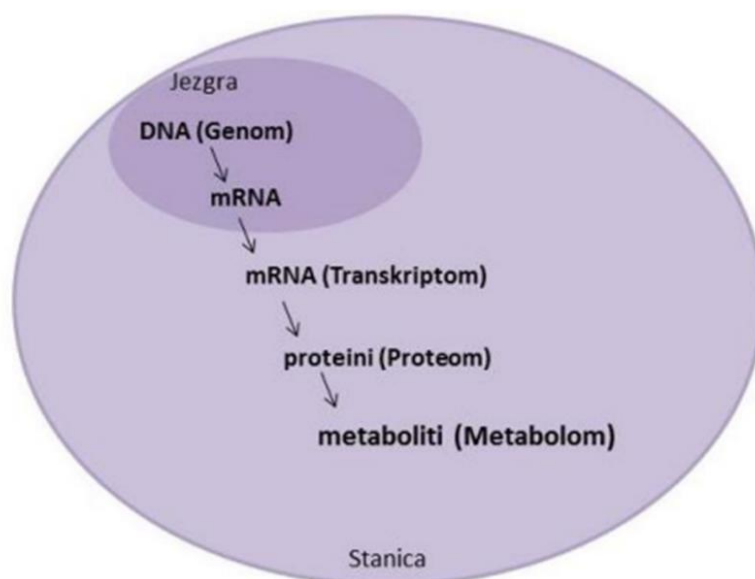 Jezgra
DNA (Genom)
mRNA
mRNA (Transkriptom)
proteini (Proteom)
metaboliti (Metabolom)
Stanica